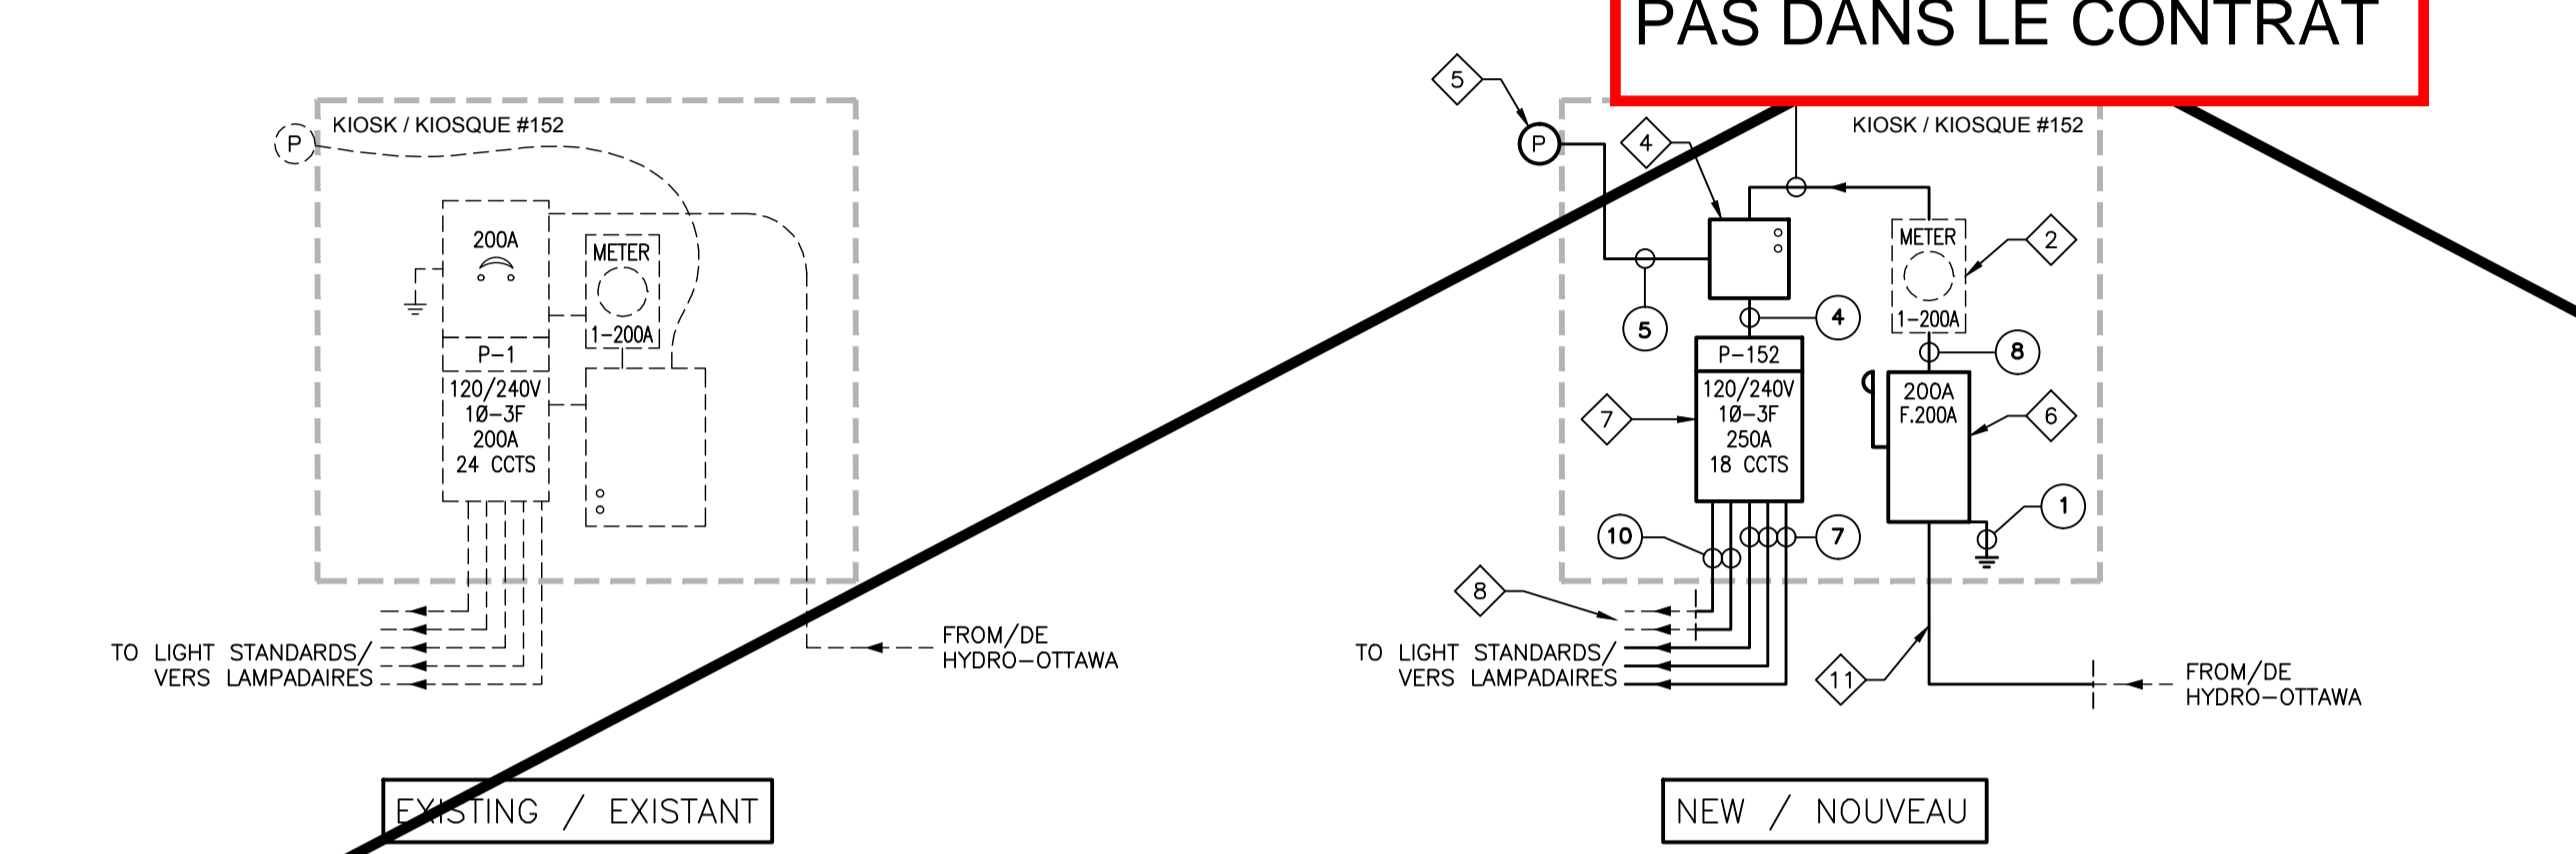 PAS DANS LE CONTRAT
KIOSK / KIOSQUE #152
P
200A
METER
1-200A
P-1
120/240V
1Ø-3F
200A
24 CCTS
TO LIGHT STANDARDS/
VERS LAMPADAIRES
FROM/DE
HYDRO-OTTAWA
EXISTING / EXISTANT
5
P
4
KIOSK / KIOSQUE #152
METER
1-200A
2
5
4
8
P-152
120/240V
1Ø-3F
250A
18 CCTS
7
200A
F.200A
6
1
10
7
8
TO LIGHT STANDARDS/
VERS LAMPADAIRES
11
FROM/DE
HYDRO-OTTAWA
NEW / NOUVEAU